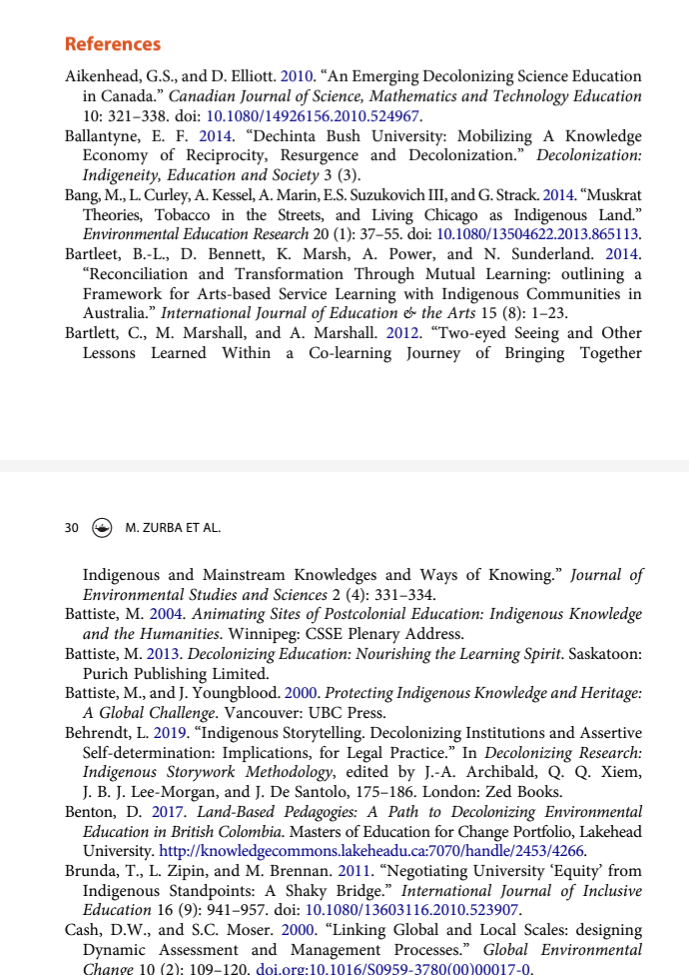 References
Aikenhead, G.S., and D. Elliott. 2010. “An Emerging Decolonizing Science Education
in Canada.” Canadian Journal of Science, Mathematics and Technology Education
10: 321–338. doi: 10.1080/14926156.2010.524967.
Ballantyne, E. F. 2014. “Dechinta Bush University: Mobilizing A Knowledge
Economy of Reciprocity, Resurgence and Decolonization.” Decolonization:
Indigeneity, Education and Society 3 (3).
Bang, M., L. Curley, A. Kessel, A. Marin, E.S. Suzukovich III, and G. Strack. 2014. “Muskrat
Theories, Tobacco in the Streets, and Living Chicago as Indigenous Land.”
Environmental Education Research 20 (1): 37–55. doi: 10.1080/13504622.2013.865113.
Bartleet, B.-L., D. Bennett, K. Marsh, A. Power, and N. Sunderland. 2014.
“Reconciliation and Transformation Through Mutual Learning: outlining a
Framework for Arts-based Service Learning with Indigenous Communities in
Australia.” International Journal of Education & the Arts 15 (8): 1–23.
Bartlett, C., M. Marshall, and A. Marshall. 2012. “Two-eyed Seeing and Other
Lessons Learned Within a Co-learning Journey of Bringing Together
30 M. ZURBA ET AL.
Indigenous and Mainstream Knowledges and Ways of Knowing.” Journal of
Environmental Studies and Sciences 2 (4): 331–334.
Battiste, M. 2004. Animating Sites of Postcolonial Education: Indigenous Knowledge
and the Humanities. Winnipeg: CSSE Plenary Address.
Battiste, M. 2013. Decolonizing Education: Nourishing the Learning Spirit. Saskatoon:
Purich Publishing Limited.
Battiste, M., and J. Youngblood. 2000. Protecting Indigenous Knowledge and Heritage:
A Global Challenge. Vancouver: UBC Press.
Behrendt, L. 2019. “Indigenous Storytelling. Decolonizing Institutions and Assertive
Self-determination: Implications, for Legal Practice.” In Decolonizing Research:
Indigenous Storywork Methodology, edited by J.-A. Archibald, Q. Q. Xiem,
J. B. J. Lee-Morgan, and J. De Santolo, 175–186. London: Zed Books.
Benton, D. 2017. Land-Based Pedagogies: A Path to Decolonizing Environmental
Education in British Colombia. Masters of Education for Change Portfolio, Lakehead
University. http://knowledgecommons.lakeheadu.ca:7070/handle/2453/4266.
Brunda, T., L. Zipin, and M. Brennan. 2011. “Negotiating University ‘Equity’ from
Indigenous Standpoints: A Shaky Bridge.” International Journal of Inclusive
Education 16 (9): 941–957. doi: 10.1080/13603116.2010.523907.
Cash, D.W., and S.C. Moser. 2000. “Linking Global and Local Scales: designing
Dynamic Assessment and Management Processes.” Global Environmental
Change 10 (2): 109–120. doi.org:10.1016/S0959-3780(00)00017-0.